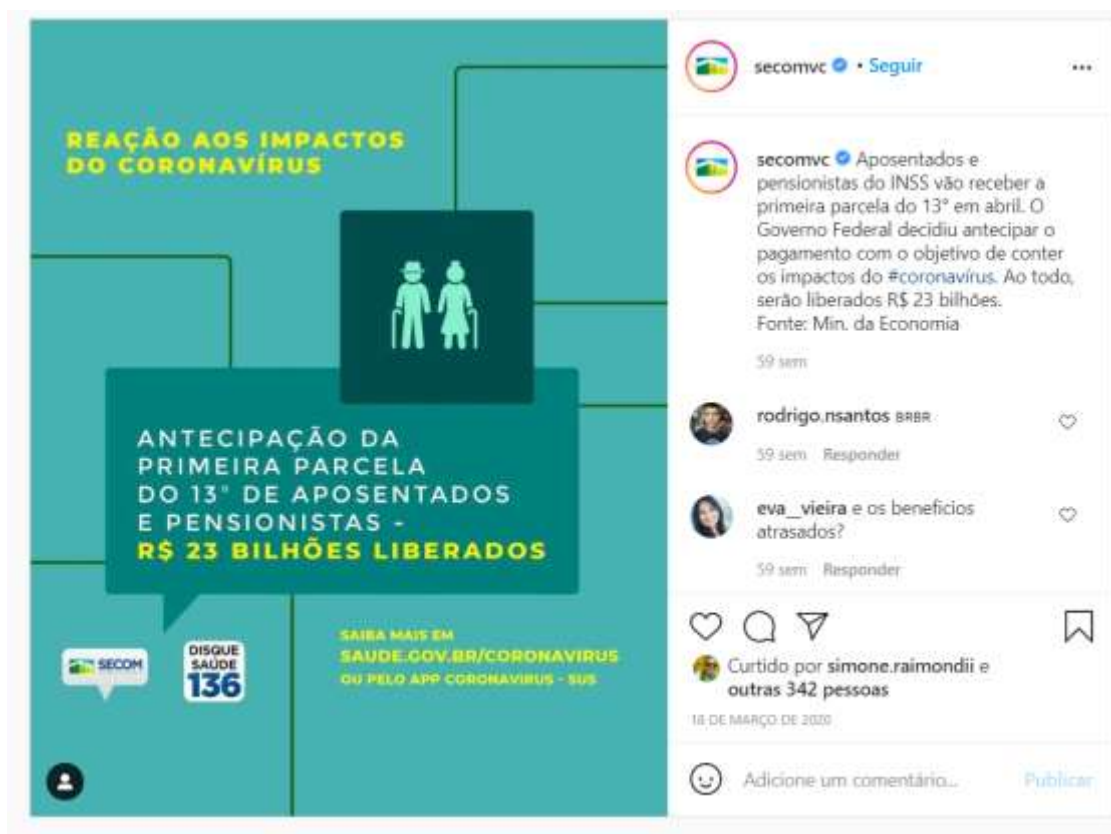 REAÇÃO AOS IMPACTOS
DO CORONAVÍRUS
ANTECIPAÇÃO DA
PRIMEIRA PARCELA
DO 13° DE APOSENTADOS
E PENSIONISTAS -
R$ 23 BILHÕES LIBERADOS
SECOM
DISQUE
SAÚDE
136
SAIBA MAIS EM
SAUDE.GOV.BR/CORONAVIRUS
OU PELO APP CORONAVIRUS - SUS
secomvc • Seguir
secomvc Aposentados e
pensionistas do INSS vão receber a
primeira parcela do 13° em abril. O
Governo Federal decidiu antecipar o
pagamento com o objetivo de conter
os impactos do #coronavírus. Ao todo,
serão liberados R$ 23 bilhões.
Fonte: Min. da Economia
59 sem
rodrigo.nsantos BRBR
59 sem Responder
eva__vieira e os beneficios
atrasados?
59 sem Responder
Curtido por simone.raimondii e
outras 342 pessoas
18 DE MARÇO DE 2020
Adicione um comentário... Publicar